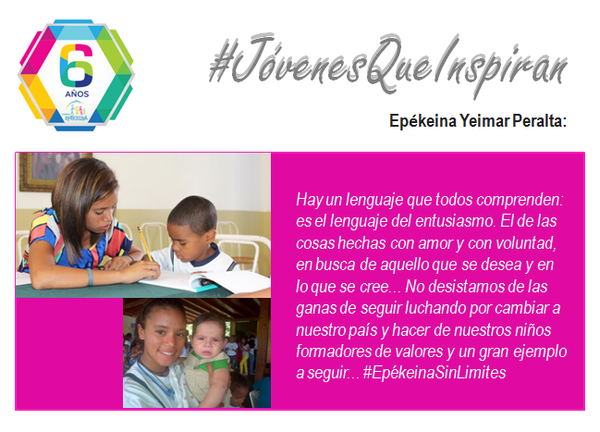 #JóvenesQueInspiran
6
AÑOS
EPÉKEINA
Epékeina Yeimar Peralta:
Hay un lenguaje que todos comprenden:
es el lenguaje del entusiasmo. El de las
cosas hechas con amor y con voluntad,
en busca de aquello que se desea y en
lo que se cree... No desistamos de las
ganas de seguir luchando por cambiar a
nuestro país y hacer de nuestros niños
formadores de valores y un gran ejemplo
a seguir... #EpékeinaSinLimites